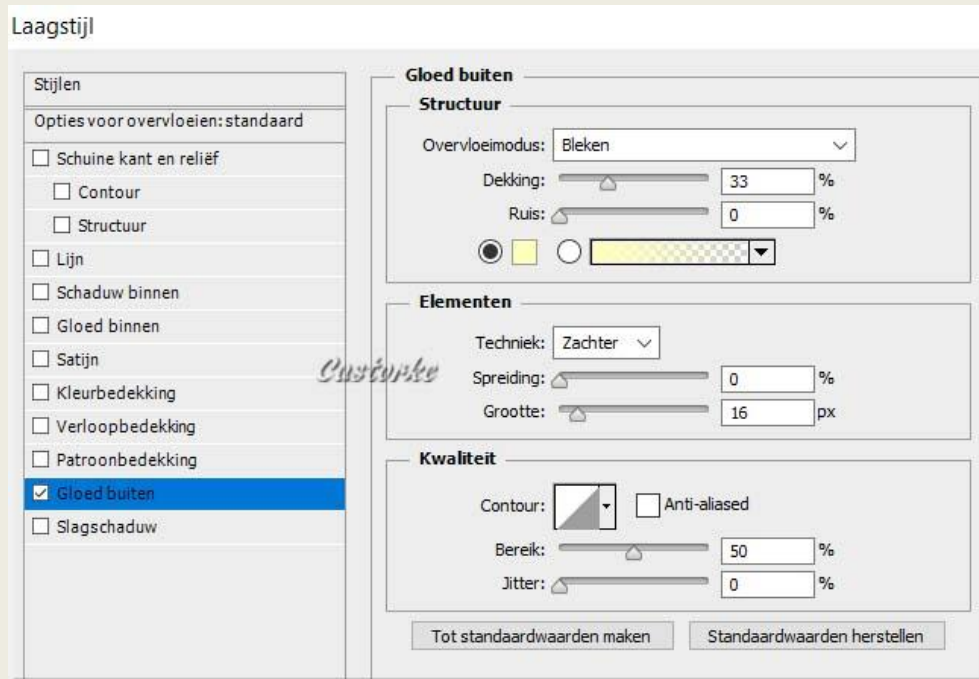 Laagstijl
Stijlen
Opties voor overvloeien: standaard
Schuine kant en reliëf
Contour
Structuur
Lijn
Schaduw binnen
Gloed binnen
Satijn
Kleurbedekking
Verloopbedekking
Patroonbedekking
Gloed buiten
Slagschaduw
Gloed buiten
Structuur
Overvloeimodus: Bleken
Dekking: 33 %
Ruis: 0 %
Elementen
Techniek: Zachter
Spreiding: 0 %
Grootte: 16 px
Kwaliteit
Contour: Anti-aliased
Bereik: 50 %
Jitter: 0 %
Tot standaardwaarden maken Standaardwaarden herstellen
Custorke